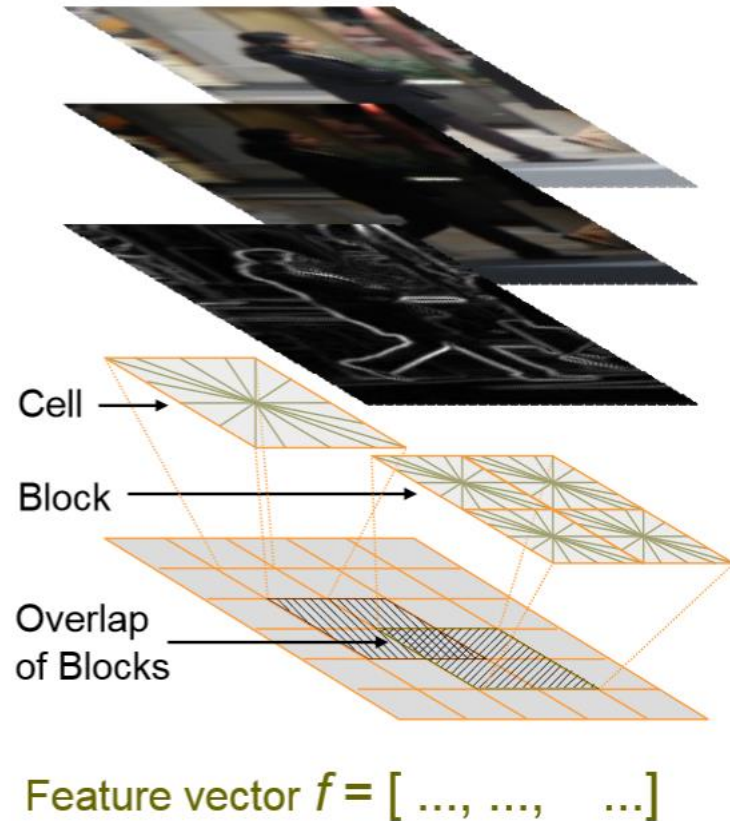 Cell
Block
Overlap
of Blocks
Feature vector f = [ ..., ..., ...]